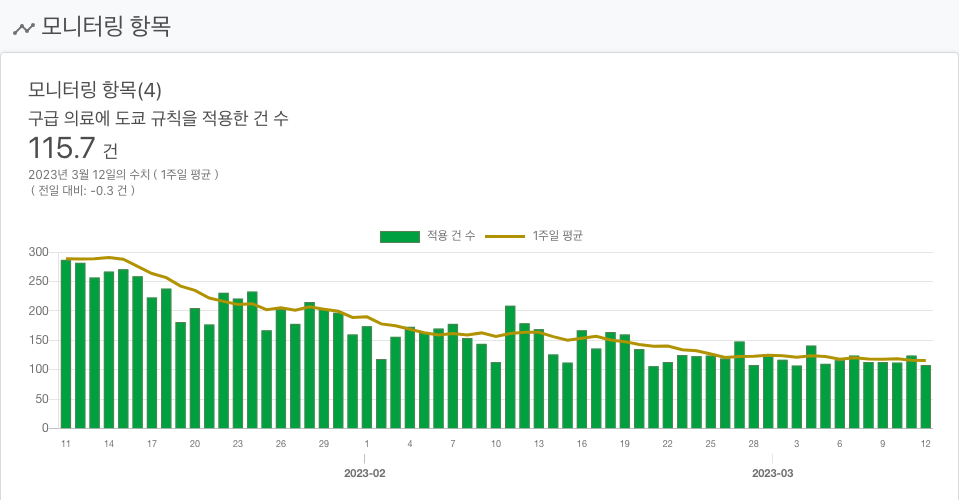 모니터링 항목
모니터링 항목(4)
구급 의료에 도쿄 규칙을 적용한 건 수
115.7 건
2023년 3월 12일의 수치 ( 1주일 평균 )
( 전일 대비: -0.3 건 )
적용 건 수 1주일 평균
300
250
200
150
100
50
0
11 14 17 20 23 26 29 1 4 7 10 13 16 19 22 25 28 3 6 9 12
2023-02 2023-03